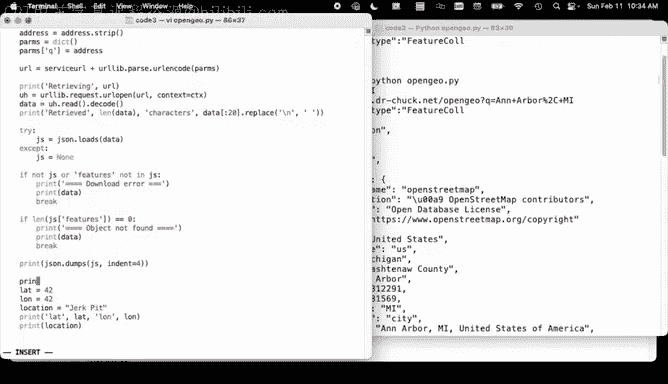 Terminal Shell Edit View Window Help
Sun Feb 11 10:34 AM
code3 — vi opengeo.py — 86×37
address = address.strip()
parms = dict()
parms['q'] = address
url = serviceurl + urllib.parse.urlencode(parms)
print('Retrieving', url)
uh = urllib.request.urlopen(url, context=ctx)
data = uh.read().decode()
print('Retrieved', len(data), 'characters', data[:20].replace('\n', ' '))
try:
js = json.loads(data)
except:
js = None
if not js or 'features' not in js:
print('==== Download error ===')
print(data)
break
if len(js['features']) == 0:
print('==== Object not found ====')
print(data)
break
print(json.dumps(js, indent=4))
prin
lat = 42
lon = 42
location = "Jerk Pit"
print('lat', lat, 'lon', lon)
print(location)
-- INSERT --
code3 — Python opengeo.py — 83×30
type":"FeatureColl
python opengeo.py
I
.dr-chuck.net/opengeo?q=Ann+Arbor%2C+MI
type":"FeatureColl
on",
",
: {
ame": "openstreetmap",
tion": "\u00a9 OpenStreetMap contributors",
": "Open Database License",
https://www.openstreetmap.org/copyright"
United States",
e": "us",
chigan",
ashtenaw County",
Arbor",
312291,
81569,
: "MI",
": "city",
"Ann Arbor, MI, United States of America",